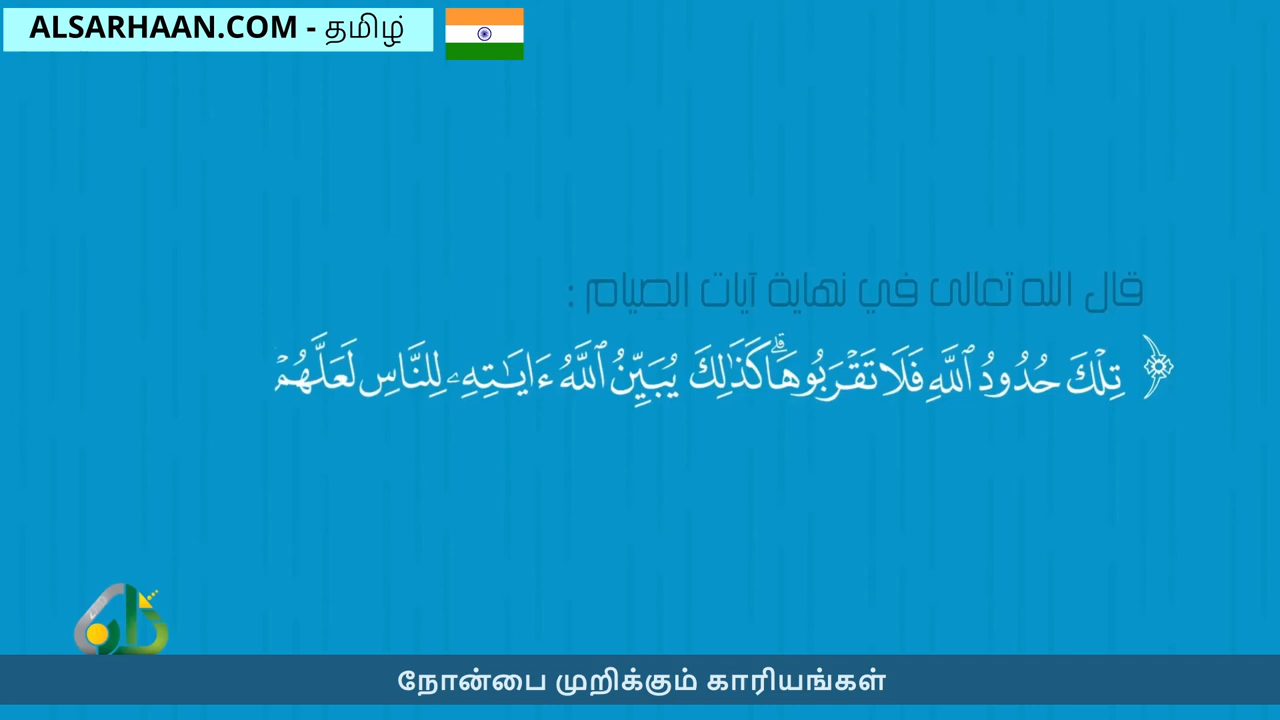 ALSARHAAN.COM - தமிழ்
قال الله تعالى في نهاية آيات الصيام :
﴿ تِلْكَ حُدُودُ ٱللَّهِ فَلَا تَقْرَبُوهَاۗ كَذَٰلِكَ يُبَيِّنُ ٱللَّهُ ءَايَٰتِهِۦ لِلنَّاسِ لَعَلَّهُمْ
நோன்பை முறிக்கும் காரியங்கள்